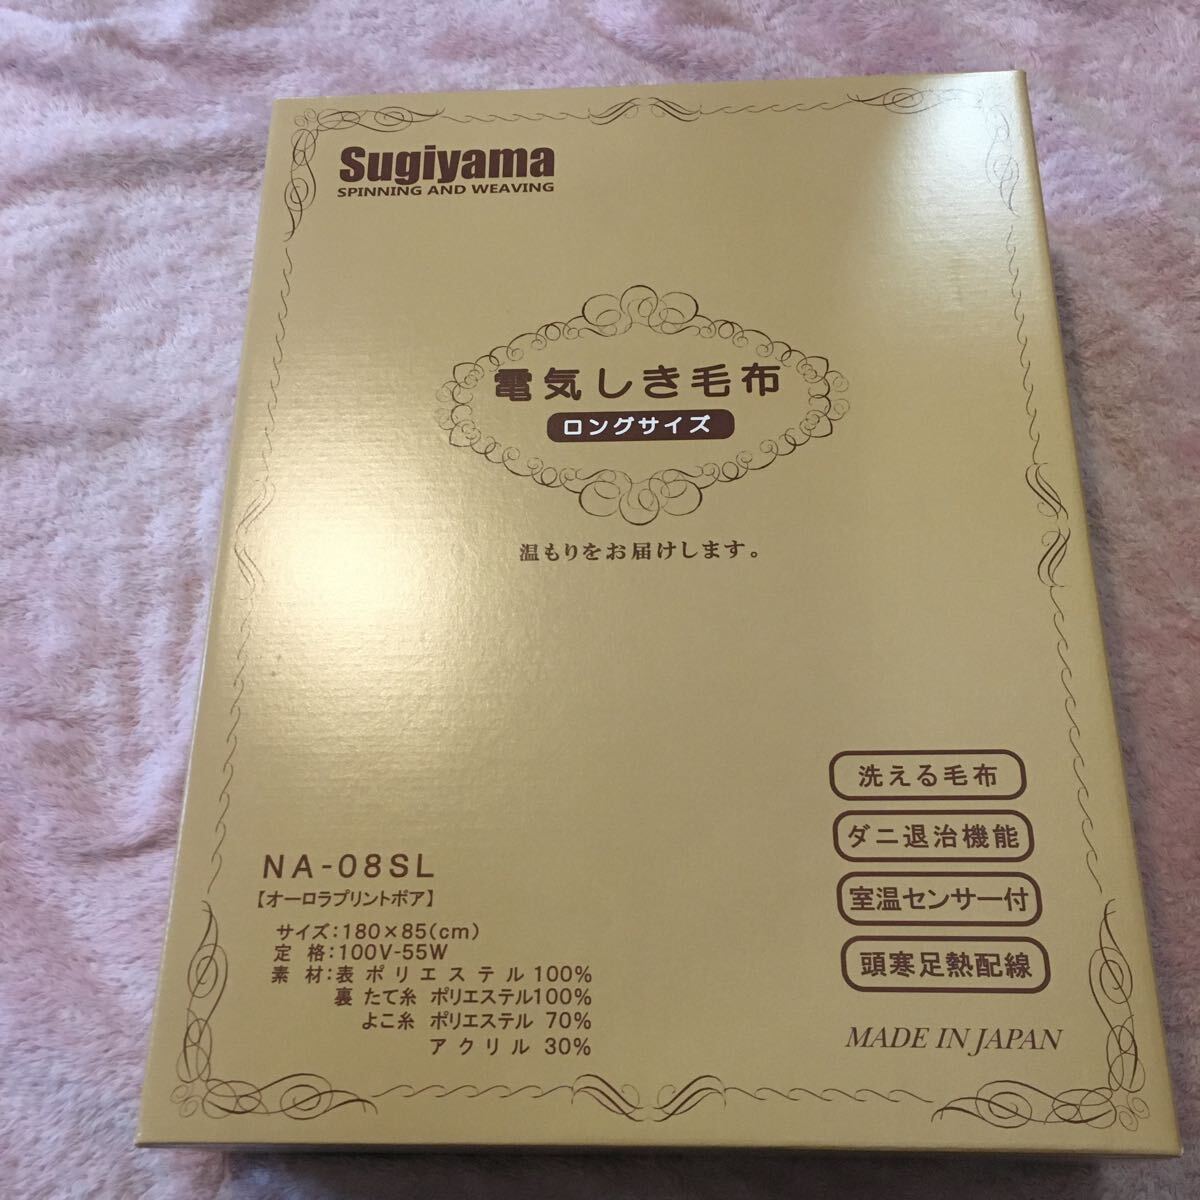 Sugiyama
SPINNING AND WEAVING
電気しき毛布
ロングサイズ
温もりをお届けします。
洗える毛布
ダニ退治機能
室温センサー付
頭寒足熱配線
MADE IN JAPAN
NA-08SL
【オーロラプリントボア】
サイズ:180×85(cm)
定 格:100V-55W
素 材:表 ポリエステル 100%
裏 たて糸 ポリエステル100%
よこ糸 ポリエステル 70%
アクリル 30%